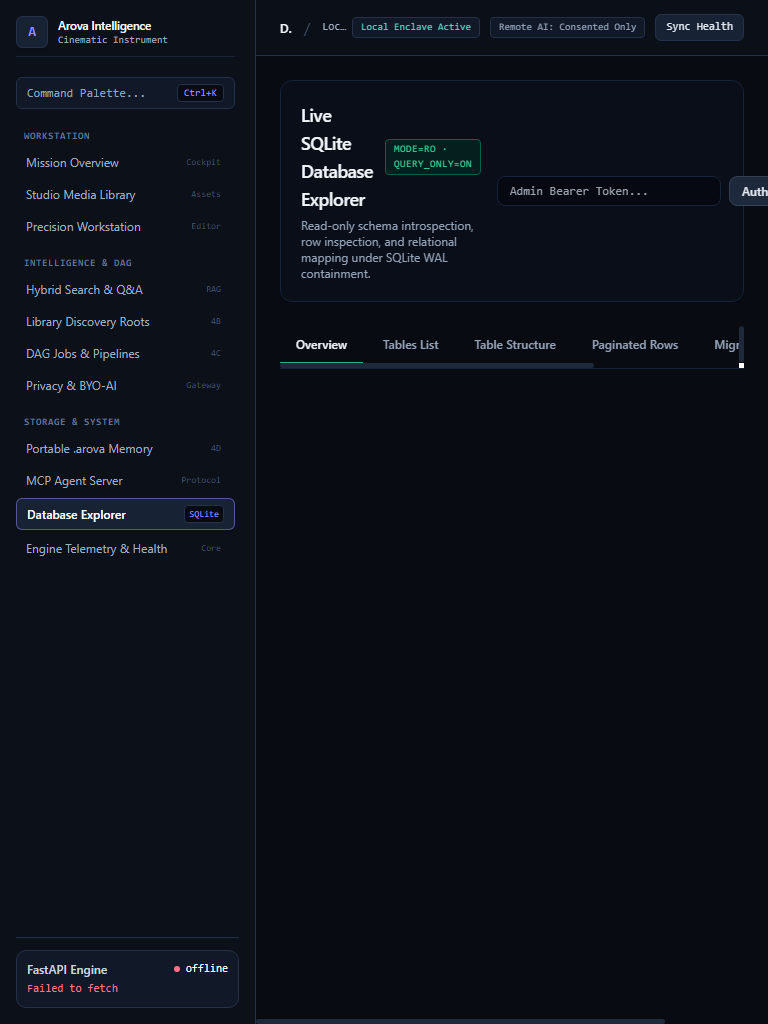 A
Arova Intelligence
Cinematic Instrument
Command Palette... Ctrl+K
WORKSTATION
Mission Overview Cockpit
Studio Media Library Assets
Precision Workstation Editor
INTELLIGENCE & DAG
Hybrid Search & Q&A RAG
Library Discovery Roots 4B
DAG Jobs & Pipelines 4C
Privacy & BYO-AI Gateway
STORAGE & SYSTEM
Portable .arova Memory 4D
MCP Agent Server Protocol
Database Explorer SQLite
Engine Telemetry & Health Core
FastAPI Engine offline
Failed to fetch
D. / Loc… Local Enclave Active Remote AI: Consented Only Sync Health
Live
SQLite
Database
Explorer
MODE=RO ·
QUERY_ONLY=ON
Read-only schema introspection,
row inspection, and relational
mapping under SQLite WAL
containment.
Admin Bearer Token... Auth
Overview Tables List Table Structure Paginated Rows Migr